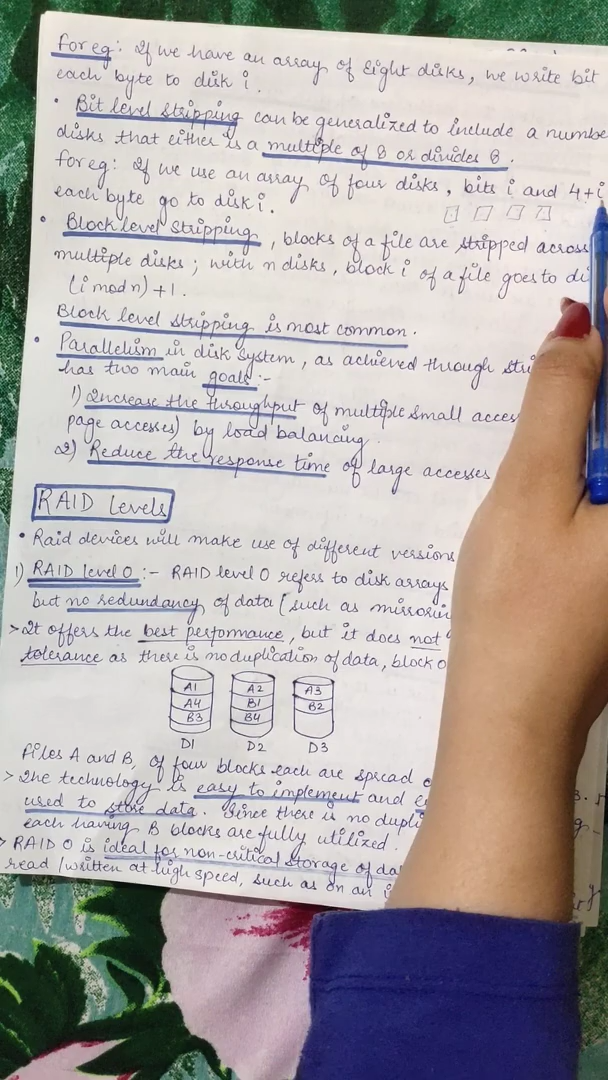 for eg: If we have an array of eight disks, we write bit
each byte to disk i.
• Bit level stripping can be generalized to include a numbe
disks that either is a multiple of 8 or divides 8.
for eg: If we use an array of four disks, bits i and 4+i
each byte go to disk i.
• Block level stripping, blocks of a file are stripped across
multiple disks; with n disks, block i of a file goes to di
(i mod n) + 1.
Block level stripping is most common.
• Parallelism in disk system, as achieved through stri
has two main goals :-
1) Increase the throughput of multiple small acces
page accesses) by load balancing.
2) Reduce the response time of large accesses
RAID Levels
• Raid devices will make use of different versions
1) RAID level 0 :- RAID level 0 refers to disk arrays
but no redundancy of data (such as mirrorin
> It offers the best performance, but it does not
tolerance as there is no duplication of data, block o
A1 A2 A3
A4 B1 B2
B3 B4
D1 D2 D3
Files A and B, of four blocks each are spread o
> The technology is easy to implement and e
used to store data. Since there is no dupli
each having B blocks are fully utilized.
> RAID 0 is ideal for non-critical storage of da
read / written at high speed, such as on an i